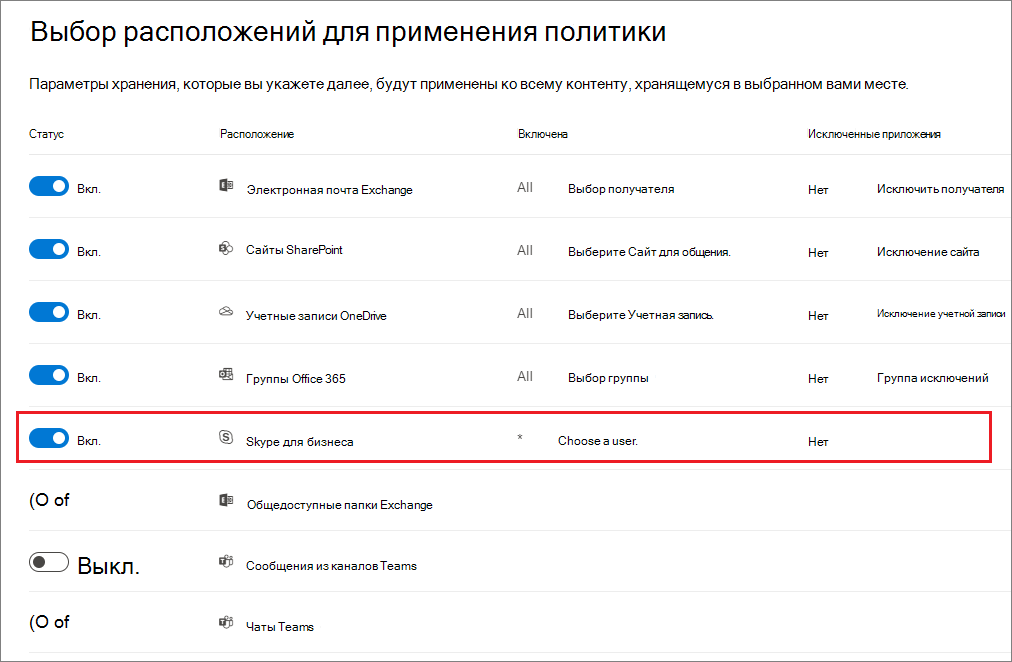 Выбор расположений для применения политики
Параметры хранения, которые вы укажете далее, будут применены ко всему контенту, хранящемуся в выбранном вами месте.
Статус Расположение Включена Исключенные приложения
Вкл. Электронная почта Exchange All Выбор получателя Нет Исключить получателя
Вкл. Сайты SharePoint All Выберите Сайт для общения. Нет Исключение сайта
Вкл. Учетные записи OneDrive All Выберите Учетная запись. Нет Исключение учетной записи
Вкл. Группы Office 365 All Выбор группы Нет Группа исключений
Вкл. Skype для бизнеса * Choose a user. Нет
(O of Общедоступные папки Exchange
Выкл. Сообщения из каналов Teams
(O of Чаты Teams